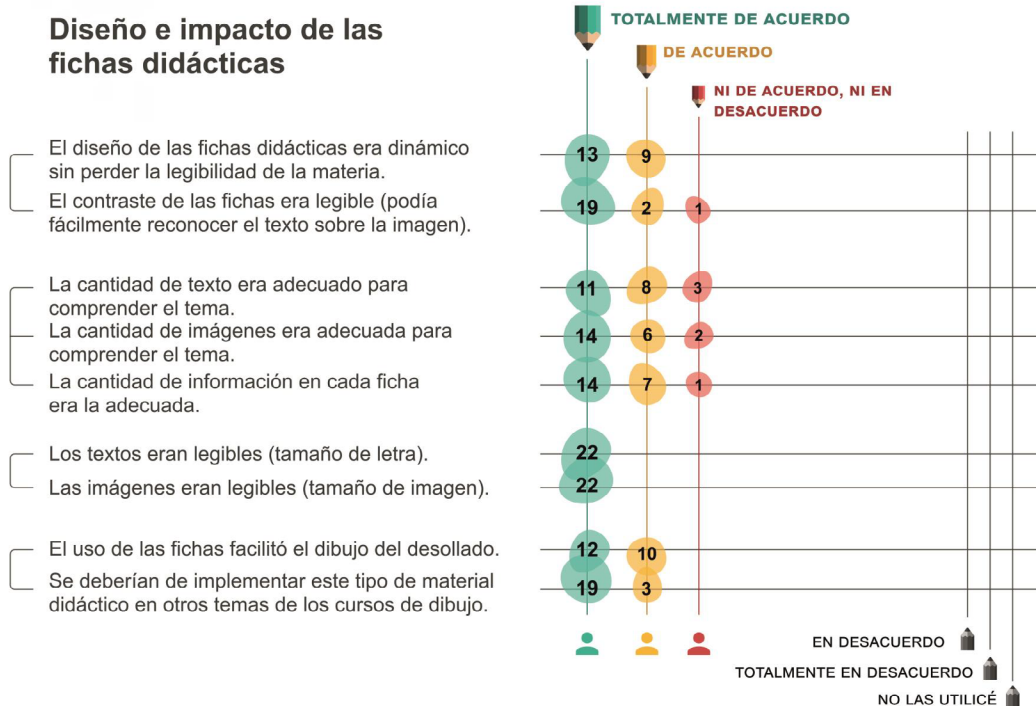 Diseño e impacto de las
fichas didácticas
TOTALMENTE DE ACUERDO
DE ACUERDO
NI DE ACUERDO, NI EN
DESACUERDO
El diseño de las fichas didácticas era dinámico
sin perder la legibilidad de la materia.
13 9
El contraste de las fichas era legible (podía
fácilmente reconocer el texto sobre la imagen).
19 2 1
La cantidad de texto era adecuado para
comprender el tema.
11 8 3
La cantidad de imágenes era adecuada para
comprender el tema.
14 6 2
La cantidad de información en cada ficha
era la adecuada.
14 7 1
Los textos eran legibles (tamaño de letra).
22
Las imágenes eran legibles (tamaño de imagen).
22
El uso de las fichas facilitó el dibujo del desollado.
12 10
Se deberían de implementar este tipo de material
didáctico en otros temas de los cursos de dibujo.
19 3
EN DESACUERDO
TOTALMENTE EN DESACUERDO
NO LAS UTILICÉ